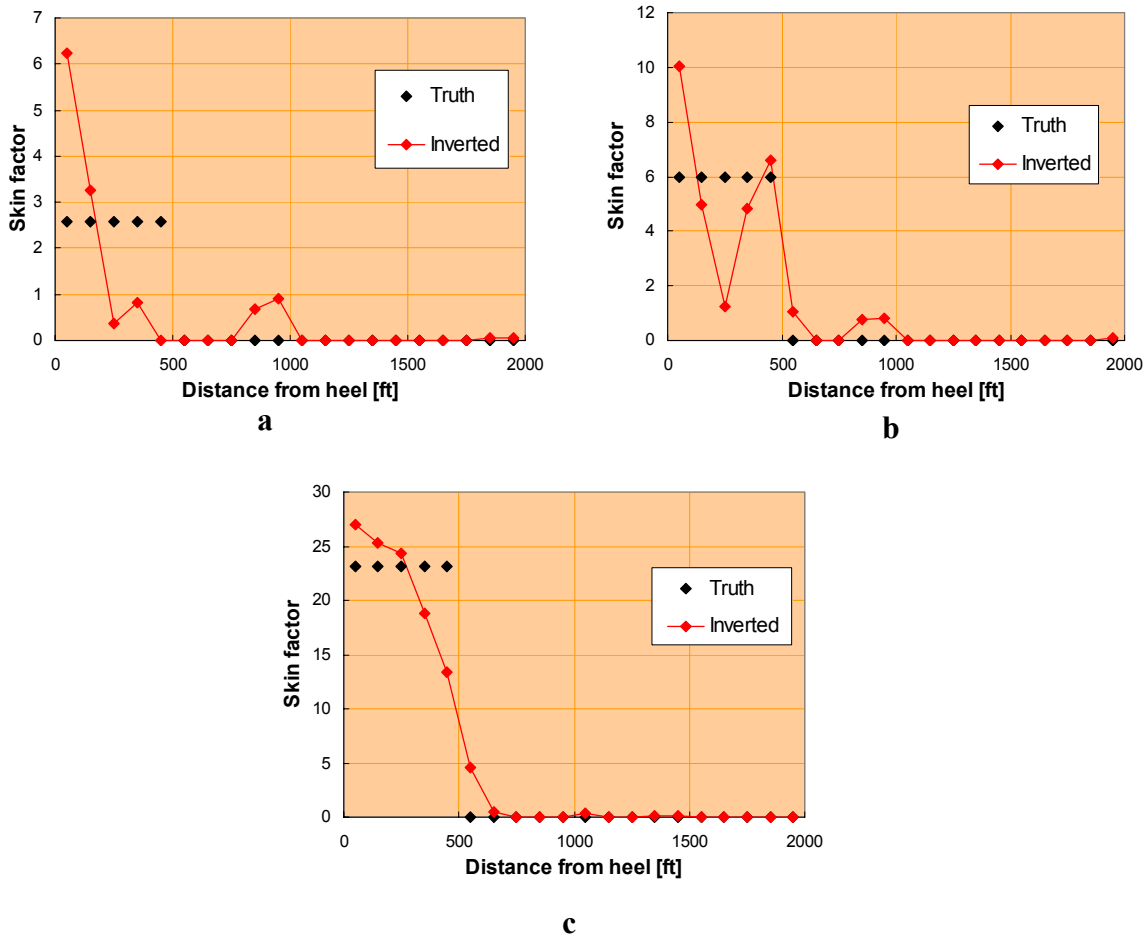 7
6
5
4
3
2
1
0
Skin factor
0 500 1000 1500 2000
Distance from heel [ft]
Truth
Inverted
a
12
10
8
6
4
2
0
Skin factor
0 500 1000 1500 2000
Distance from heel [ft]
Truth
Inverted
b
30
25
20
15
10
5
0
Skin factor
0 500 1000 1500 2000
Distance from heel [ft]
Truth
Inverted
c